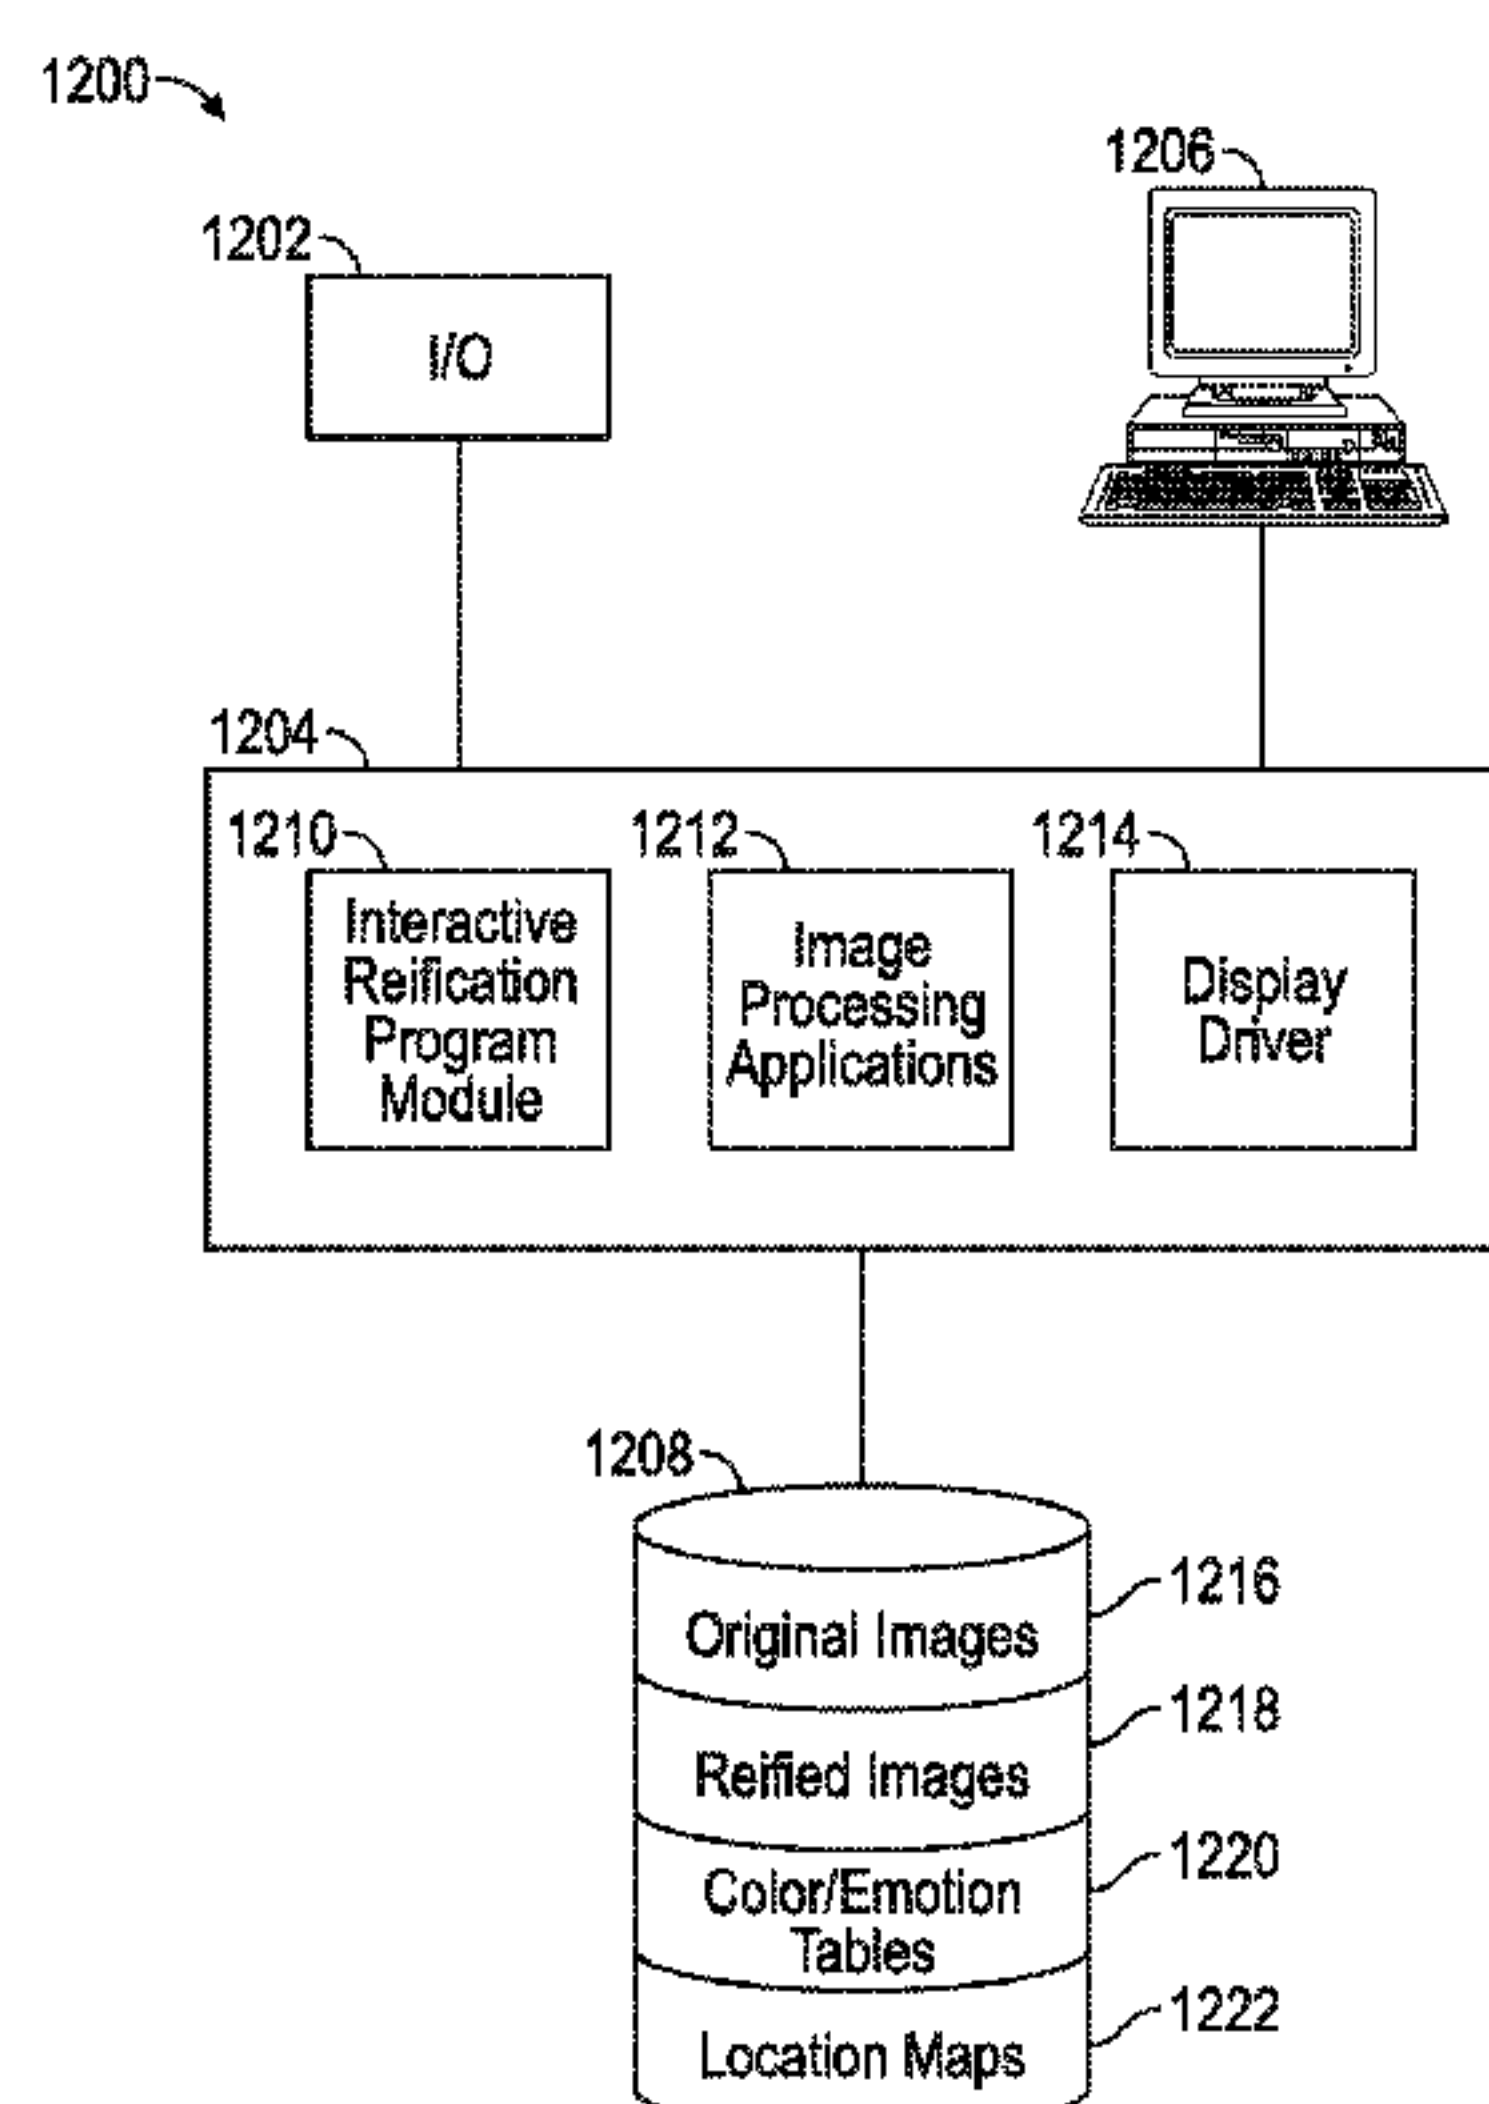 1200
1206
1202
I/O
1204
1210
1212
1214
Interactive
Reification
Program
Module
Image
Processing
Applications
Display
Driver
1208
Original Images
1216
Reified Images
1218
Color/Emotion
Tables
1220
Location Maps
1222